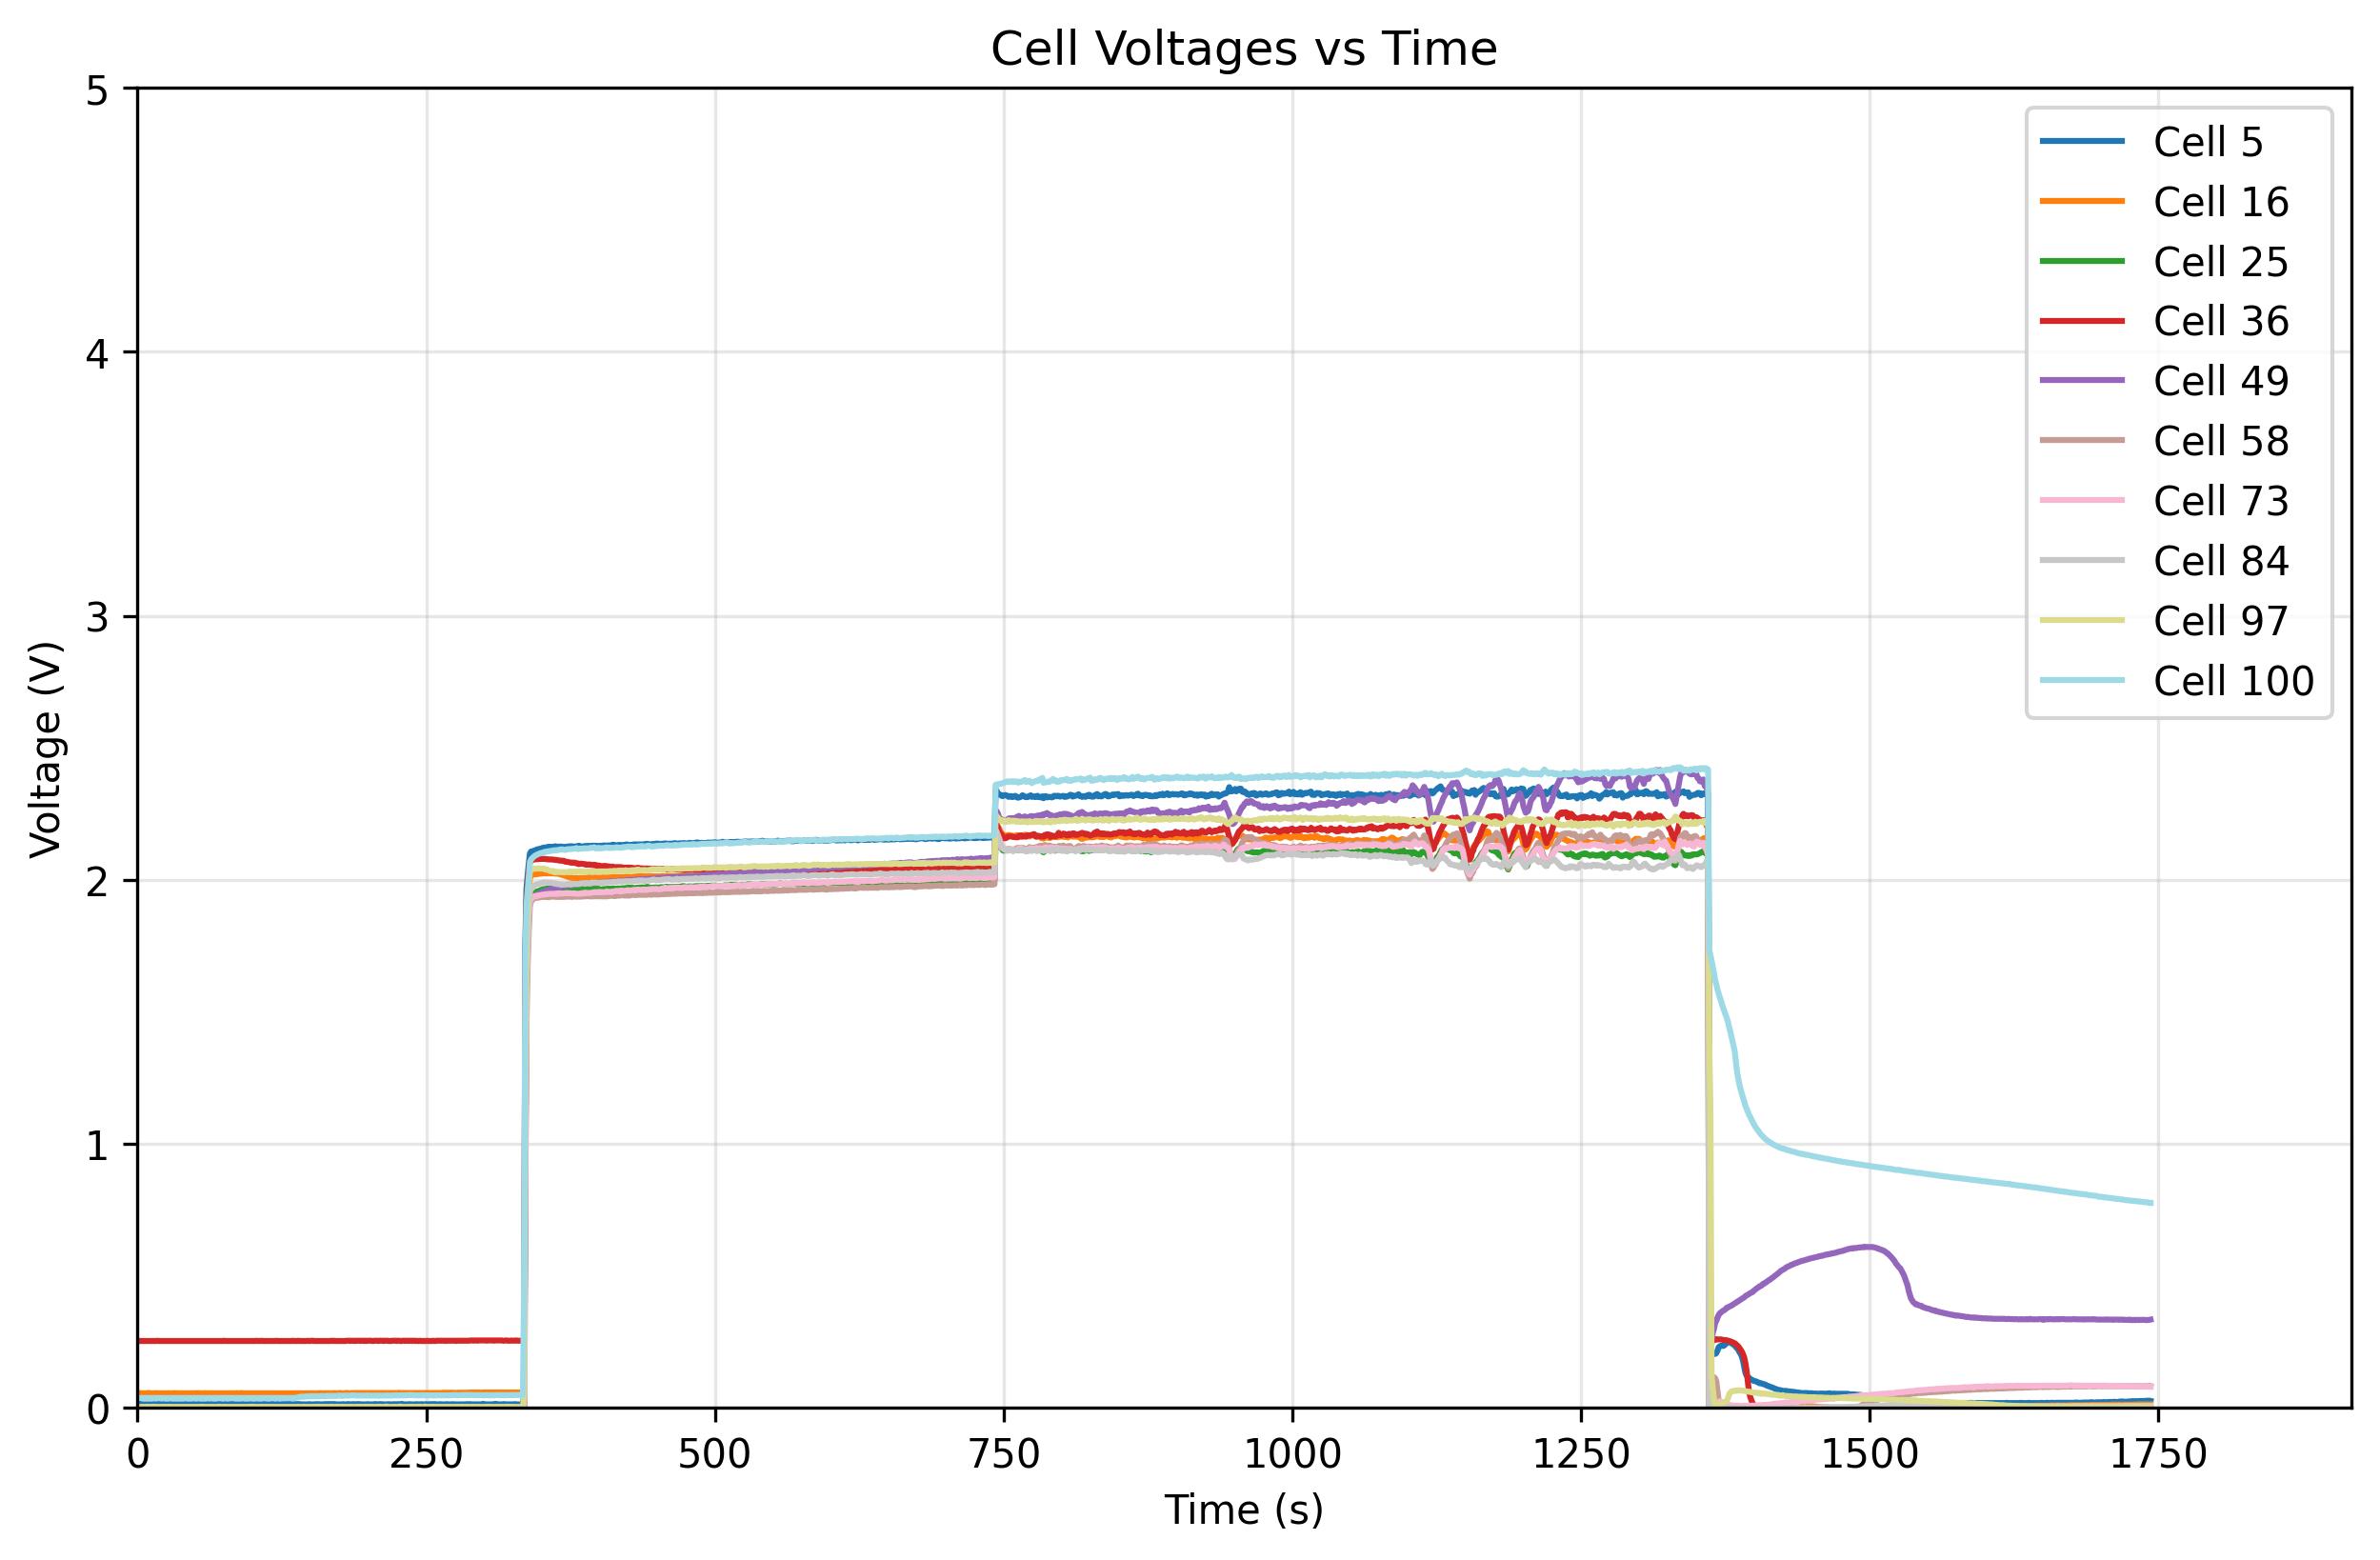 Cell Voltages vs Time
5
4
3
2
1
0
Voltage (V)
0 250 500 750 1000 1250 1500 1750
Time (s)
Cell 5
Cell 16
Cell 25
Cell 36
Cell 49
Cell 58
Cell 73
Cell 84
Cell 97
Cell 100